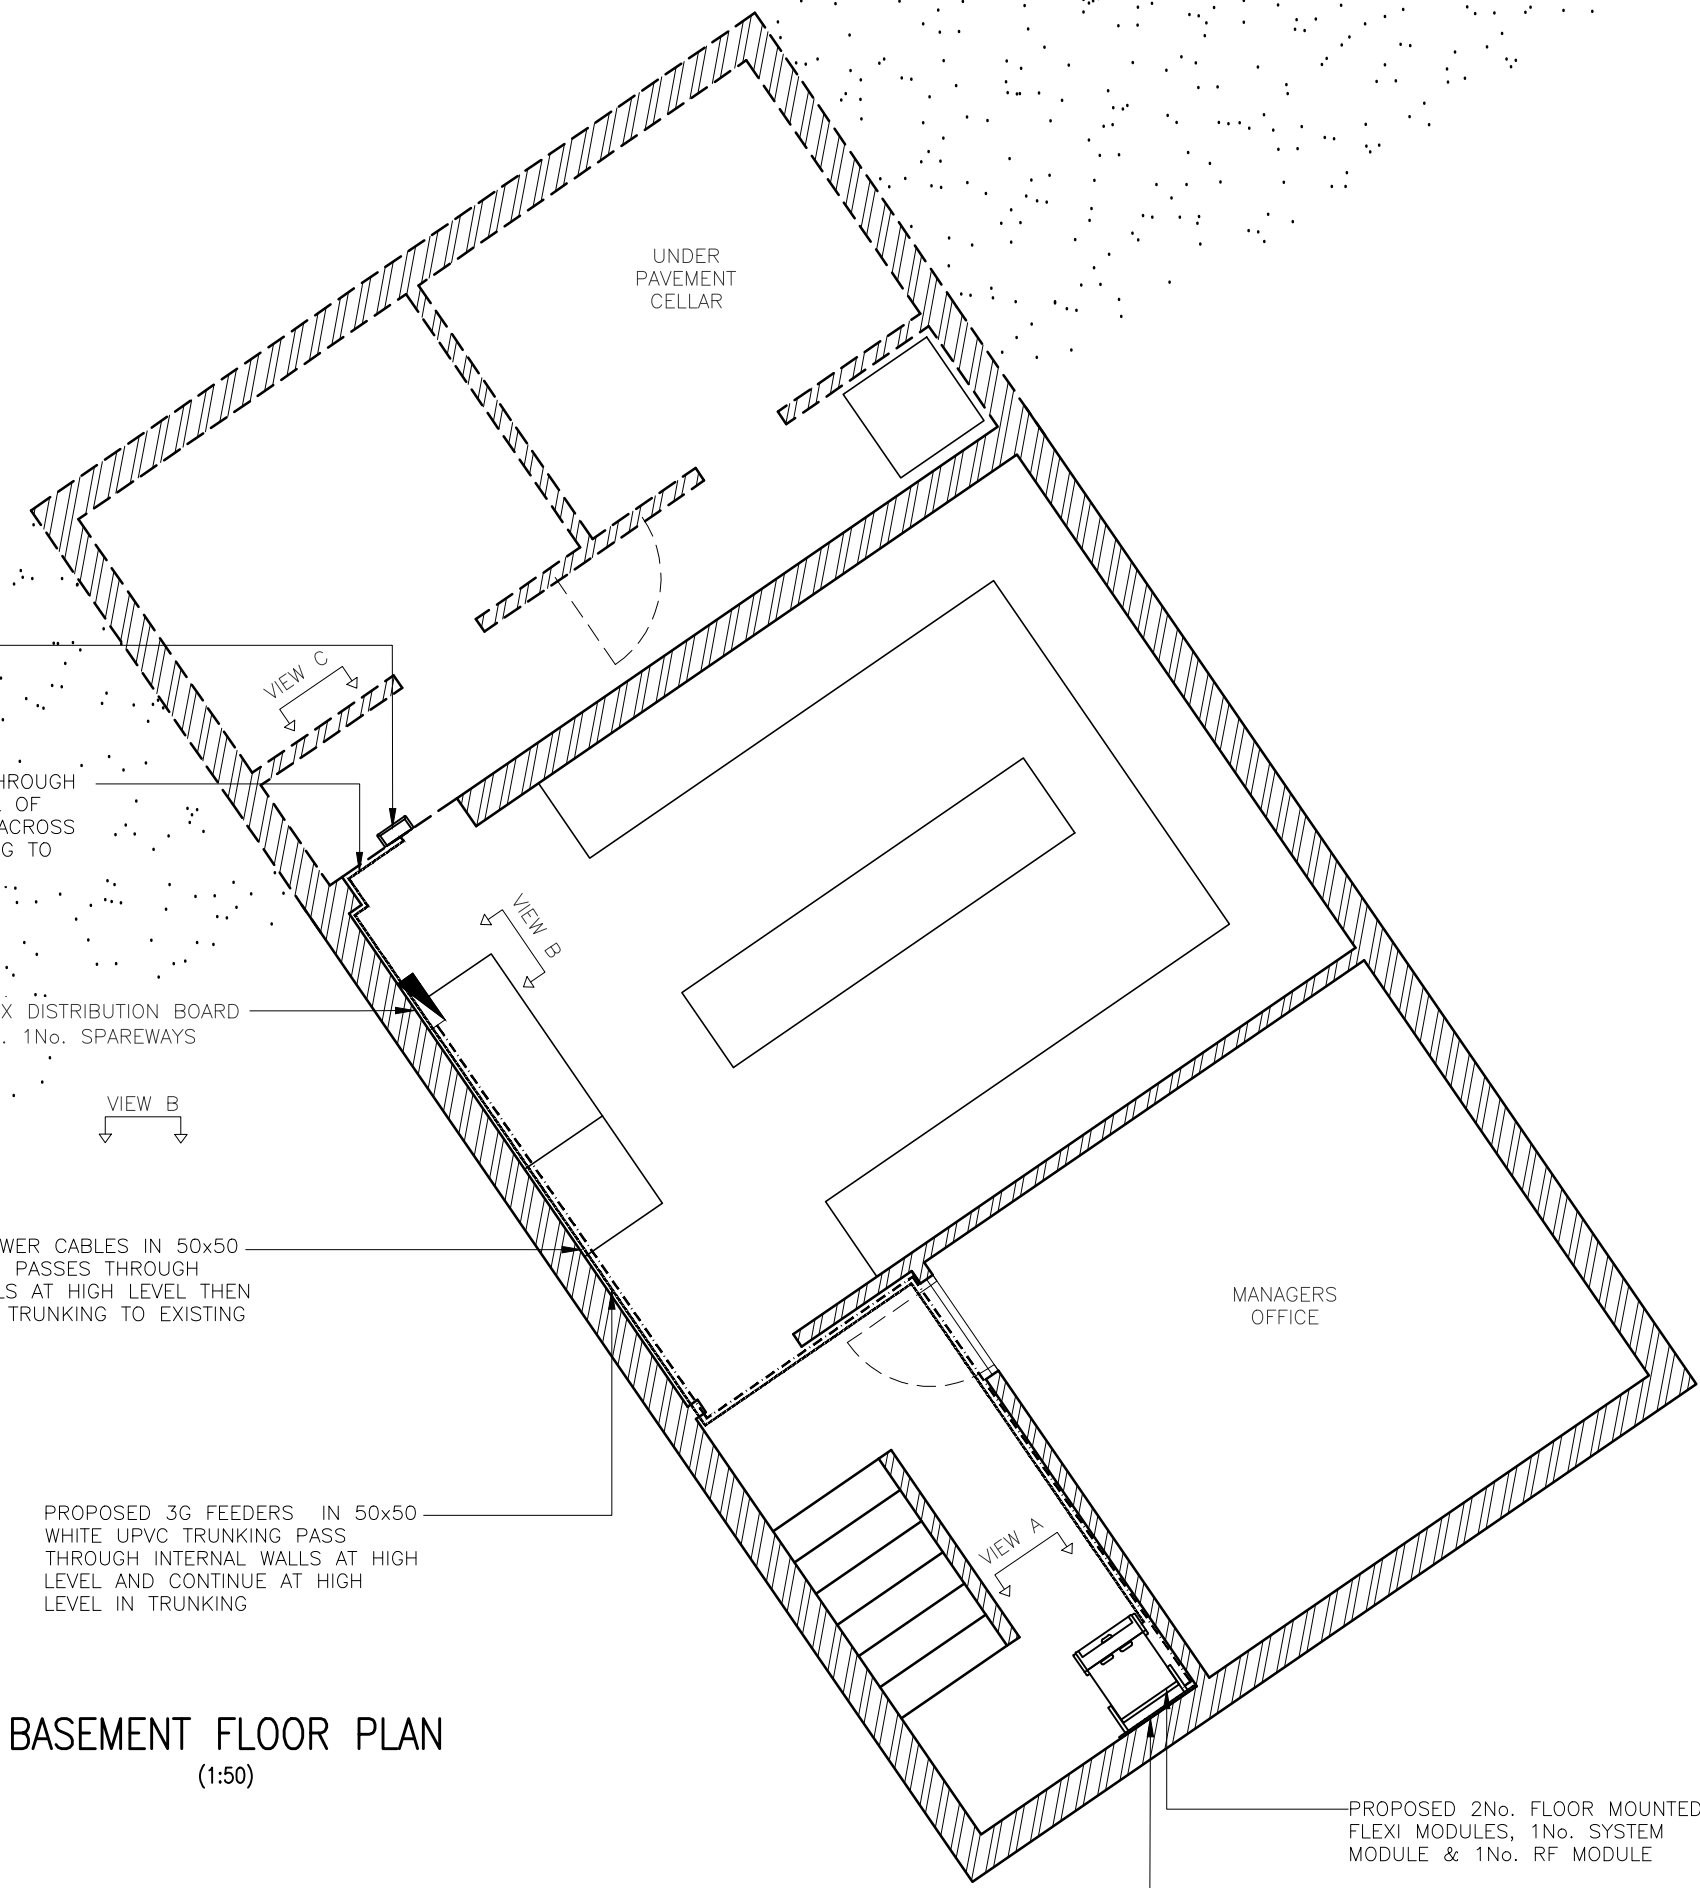 UNDER
PAVEMENT
CELLAR
VIEW C
THROUGH
OF
ACROSS
TO
VIEW B
X DISTRIBUTION BOARD
. 1No. SPAREWAYS
VIEW B
CABLES IN 50x50
PASSES THROUGH
AT HIGH LEVEL THEN
TRUNKING TO EXISTING
MANAGERS
OFFICE
PROPOSED 3G FEEDERS IN 50x50
WHITE UPVC TRUNKING PASS
THROUGH INTERNAL WALLS AT HIGH
LEVEL AND CONTINUE AT HIGH
LEVEL IN TRUNKING
VIEW A
BASEMENT FLOOR PLAN
(1:50)
PROPOSED 2No. FLOOR MOUNTED
FLEXI MODULES, 1No. SYSTEM
MODULE & 1No. RF MODULE